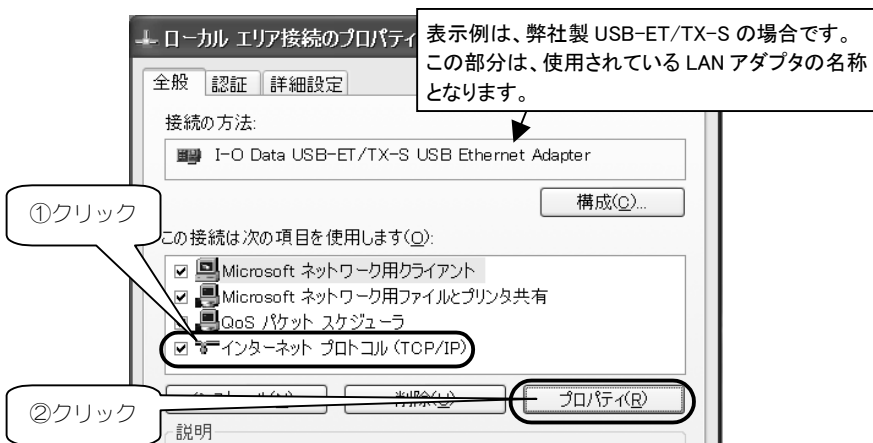 ローカル エリア接続のプロパティ
表示例は、弊社製 USB-ET/TX-S の場合です。
この部分は、使用されている LAN アダプタの名称
となります。
全般
認証
詳細設定
接続の方法:
I-O Data USB-ET/TX-S USB Ethernet Adapter
構成(C)...
①クリック
この接続は次の項目を使用します(O):
Microsoft ネットワーク用クライアント
Microsoft ネットワーク用ファイルとプリンタ共有
QoS パケット スケジューラ
インターネット プロトコル (TCP/IP)
プロパティ(R)
②クリック
説明